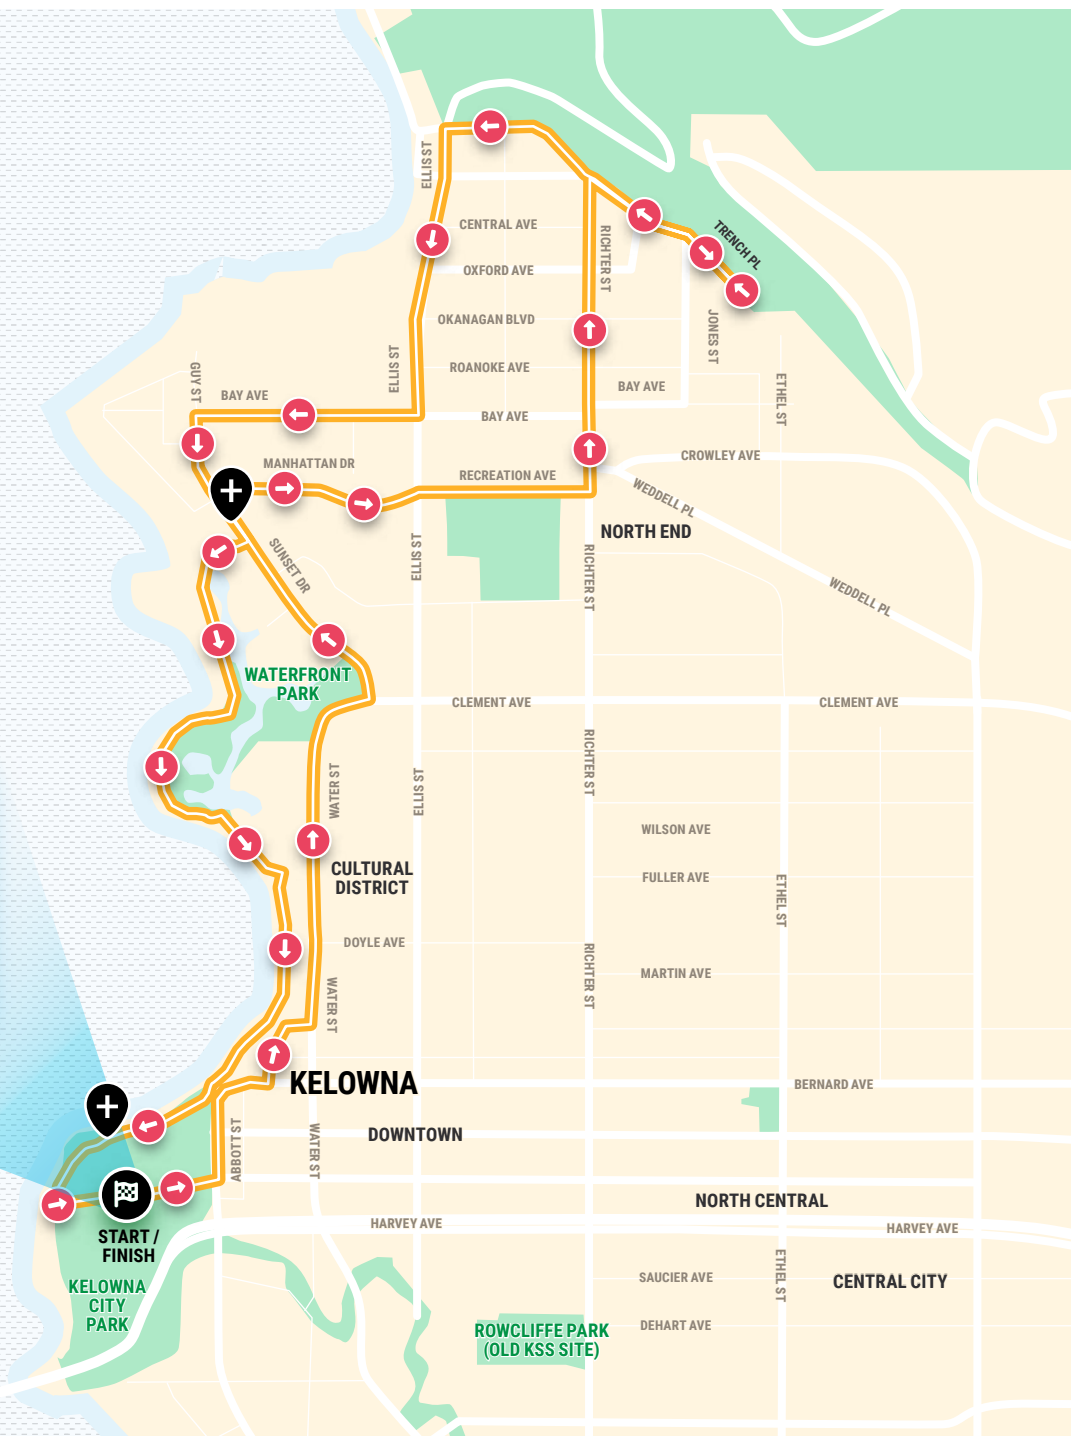 ELLIS ST
CENTRAL AVE
RICHTER ST
TRENCH PL
OXFORD AVE
OKANAGAN BLVD
JONES ST
ELLIS ST
GUY ST
ROANOKE AVE
BAY AVE
BAY AVE
ETHEL ST
BAY AVE
MANHATTAN DR
RECREATION AVE
CROWLEY AVE
WEDDELL PL
NORTH END
SUNSET DR
ELLIS ST
RICHTER ST
WEDDELL PL
WATERFRONT
PARK
CLEMENT AVE
CLEMENT AVE
RICHTER ST
WATER ST
ELLIS ST
WILSON AVE
CULTURAL
DISTRICT
FULLER AVE
ETHEL ST
DOYLE AVE
RICHTER ST
MARTIN AVE
WATER ST
KELOWNA
BERNARD AVE
DOWNTOWN
ABBOTT ST
WATER ST
NORTH CENTRAL
START /
FINISH
HARVEY AVE
HARVEY AVE
ETHEL ST
SAUCIER AVE
CENTRAL CITY
KELOWNA
CITY
PARK
ROWCLIFFE PARK
(OLD KSS SITE)
DEHART AVE